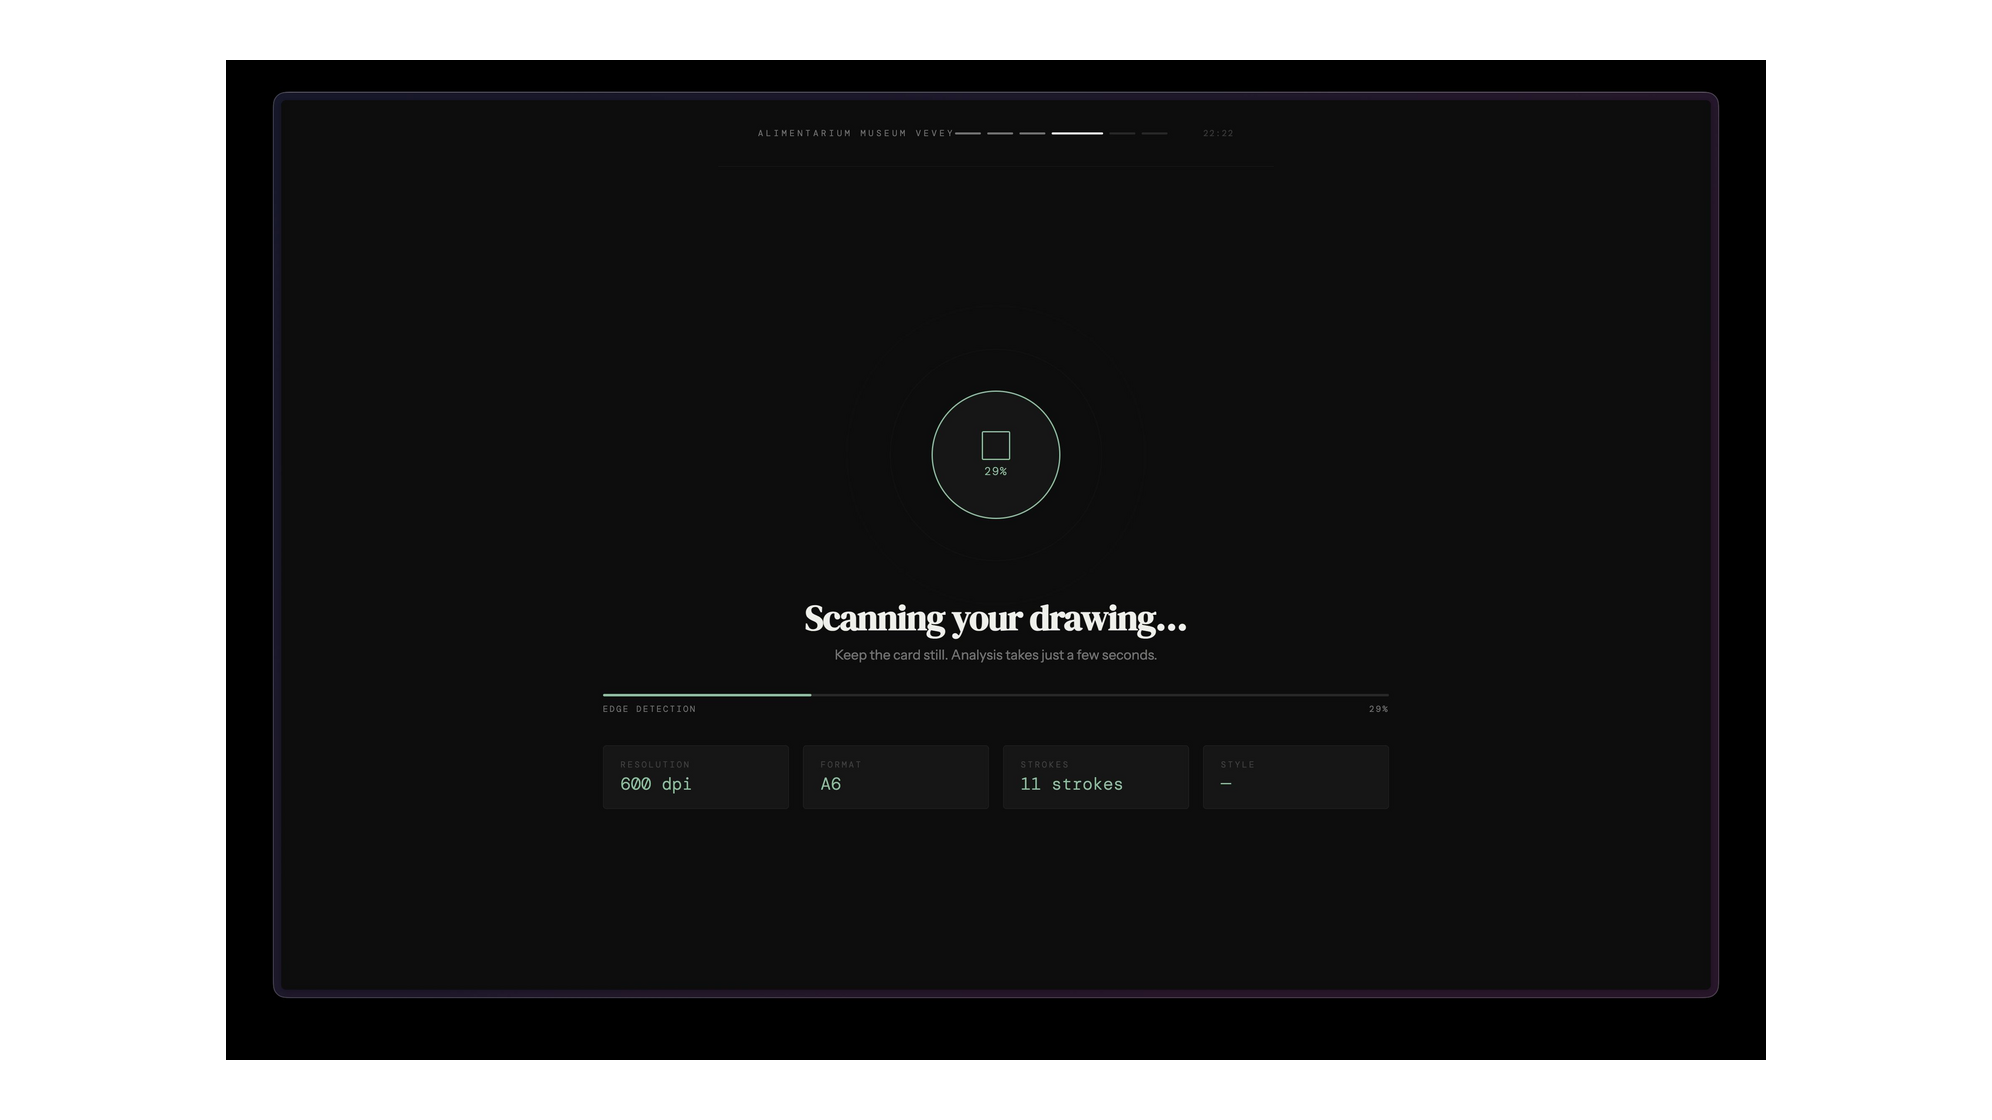 ALIMENTARIUM MUSEUM VEVEY 22:22
29%
Scanning your drawing...
Keep the card still. Analysis takes just a few seconds.
EDGE DETECTION 29%
RESOLUTION FORMAT STROKES STYLE
600 dpi A6 11 strokes —